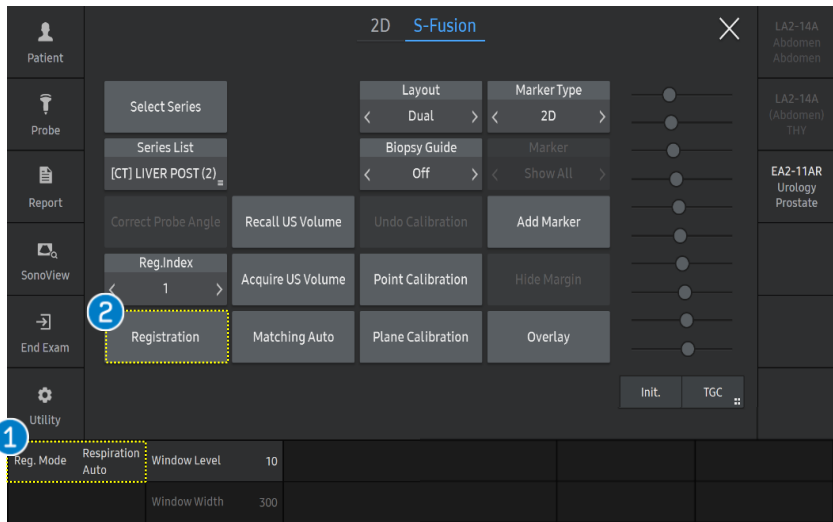 2D S-Fusion
Patient
Probe
Report
SonoView
End Exam
Utility
Select Series
Layout
Dual
Marker Type
2D
Series List
[CT] LIVER POST (2)
Biopsy Guide
Off
Marker
Show All
Correct Probe Angle
Recall US Volume
Undo Calibration
Add Marker
Reg.Index
1
Acquire US Volume
Point Calibration
Hide Margin
2
Registration
Matching Auto
Plane Calibration
Overlay
Init.
TGC
LA2-14A
Abdomen
Abdomen
LA2-14A
(Abdomen)
THY
EA2-11AR
Urology
Prostate
1
Reg. Mode
Respiration
Auto
Window Level 10
Window Width 300